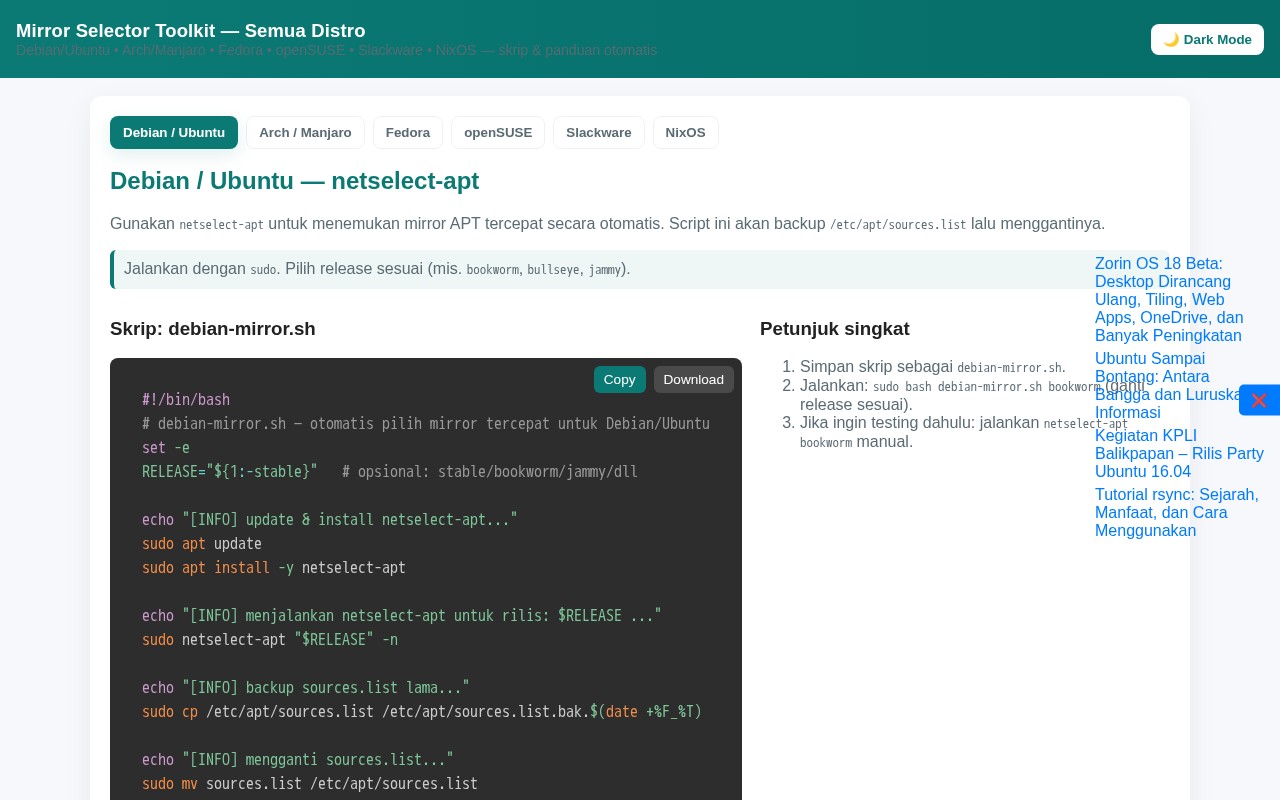 Mirror Selector Toolkit — Semua Distro
Debian/Ubuntu • Arch/Manjaro • Fedora • openSUSE • Slackware • NixOS — skrip & panduan otomatis
🌙 Dark Mode
Debian / Ubuntu
Arch / Manjaro
Fedora
openSUSE
Slackware
NixOS
Debian / Ubuntu — netselect-apt
Gunakan netselect-apt untuk menemukan mirror APT tercepat secara otomatis. Script ini akan backup /etc/apt/sources.list lalu menggantinya.
Jalankan dengan sudo. Pilih release sesuai (mis. bookworm, bullseye, jammy).
Skrip: debian-mirror.sh
Copy
Download
#!/bin/bash
# debian-mirror.sh — otomatis pilih mirror tercepat untuk Debian/Ubuntu
set -e
RELEASE="${1:-stable}"   # opsional: stable/bookworm/jammy/dll
echo "[INFO] update & install netselect-apt..."
sudo apt update
sudo apt install -y netselect-apt
echo "[INFO] menjalankan netselect-apt untuk rilis: $RELEASE ..."
sudo netselect-apt "$RELEASE" -n
echo "[INFO] backup sources.list lama..."
sudo cp /etc/apt/sources.list /etc/apt/sources.list.bak.$(date +%F_%T)
echo "[INFO] mengganti sources.list..."
sudo mv sources.list /etc/apt/sources.list
Petunjuk singkat
1. Simpan skrip sebagai debian-mirror.sh.
2. Jalankan: sudo bash debian-mirror.sh bookworm (ganti
release sesuai).
3. Jika ingin testing dahulu: jalankan netselect-apt
bookworm manual.
Zorin OS 18 Beta:
Desktop Dirancang
Ulang, Tiling, Web
Apps, OneDrive, dan
Banyak Peningkatan
Ubuntu Sampai
Bontang: Antara
Bangga dan Luruska
Informasi
Kegiatan KPLI
Balikpapan – Rilis Party
Ubuntu 16.04
Tutorial rsync: Sejarah,
Manfaat, dan Cara
Menggunakan